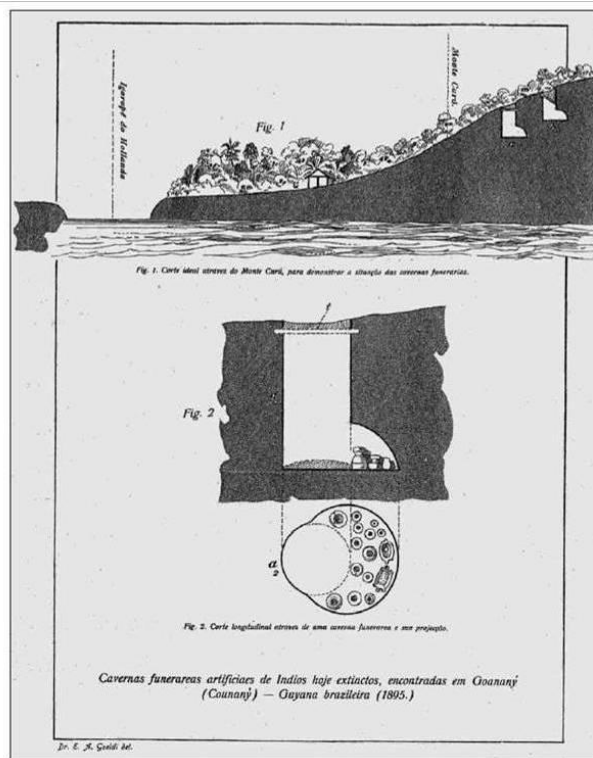 Igarapé do Hollanda
Monte Curú.
Fig. 1
Fig. 1. Corte ideal atravez do Monte Curú, para demonstrar a situação das cavernas funerarias.
Fig. 2
a
2
Fig. 2. Corte longitudinal atravez de uma caverna funeraria e sua projecção.
Cavernas funerareas artificiaes de Indios hoje extinctos, encontradas em Goanany
(Counany) — Guyana brazileira (1895.)
Dr. E. A. Goeldi del.